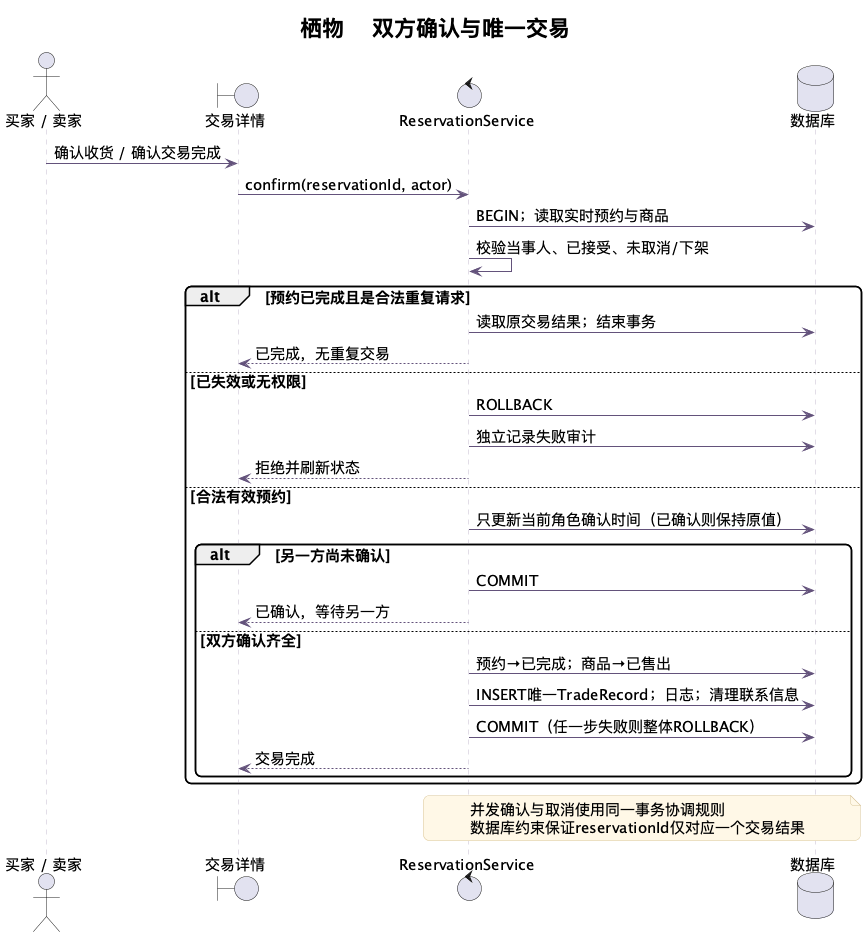 栖物 双方确认与唯一交易
买家 / 卖家
交易详情
ReservationService
数据库
确认收货 / 确认交易完成
confirm(reservationId, actor)
BEGIN；读取实时预约与商品
校验当事人、已接受、未取消/下架
alt [预约已完成且是合法重复请求]
读取原交易结果；结束事务
已完成，无重复交易
[已失效或无权限]
ROLLBACK
独立记录失败审计
拒绝并刷新状态
[合法有效预约]
只更新当前角色确认时间（已确认则保持原值）
alt [另一方尚未确认]
COMMIT
已确认，等待另一方
[双方确认齐全]
预约→已完成；商品→已售出
INSERT唯一TradeRecord；日志；清理联系信息
COMMIT（任一步失败则整体ROLLBACK）
交易完成
并发确认与取消使用同一事务协调规则
数据库约束保证reservationId仅对应一个交易结果
买家 / 卖家
交易详情
ReservationService
数据库